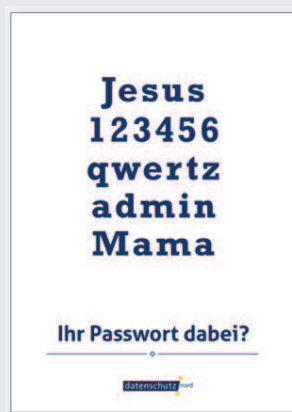 Jesus
123456
qwertz
admin
Mama
Ihr Passwort dabei?
datenschutz nord